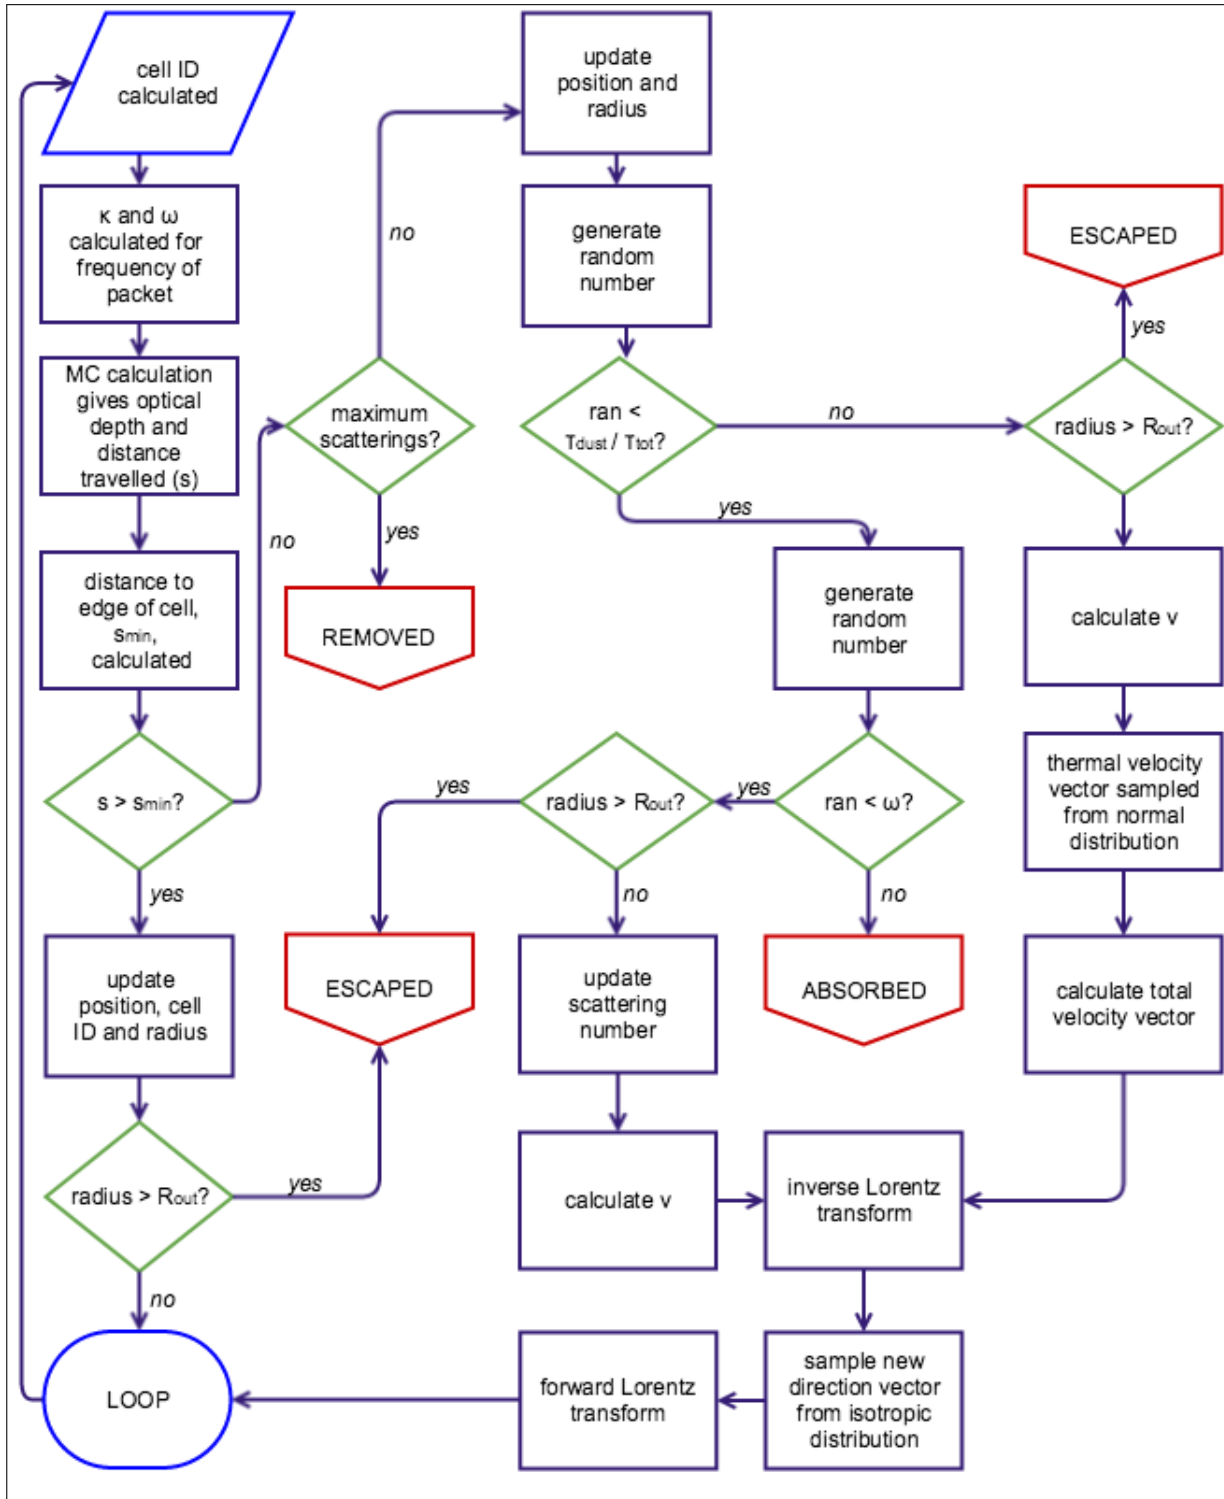 cell ID
calculated
κ and ω
calculated for
frequency of
packet
MC calculation
gives optical
depth and
distance
travelled (s)
distance to
edge of cell,
smin,
calculated
s > smin?
no
yes
update
position, cell
ID and radius
radius > Rout?
yes
no
LOOP
maximum
scatterings?
no
yes
REMOVED
update
position and
radius
generate
random
number
ran <
τdust / τtot?
no
yes
radius > Rout?
yes
ESCAPED
calculate v
thermal velocity
vector sampled
from normal
distribution
calculate total
velocity vector
generate
random
number
ran < ω?
yes
no
ABSORBED
radius > Rout?
yes
no
ESCAPED
update
scattering
number
calculate v
inverse Lorentz
transform
sample new
direction vector
from isotropic
distribution
forward Lorentz
transform